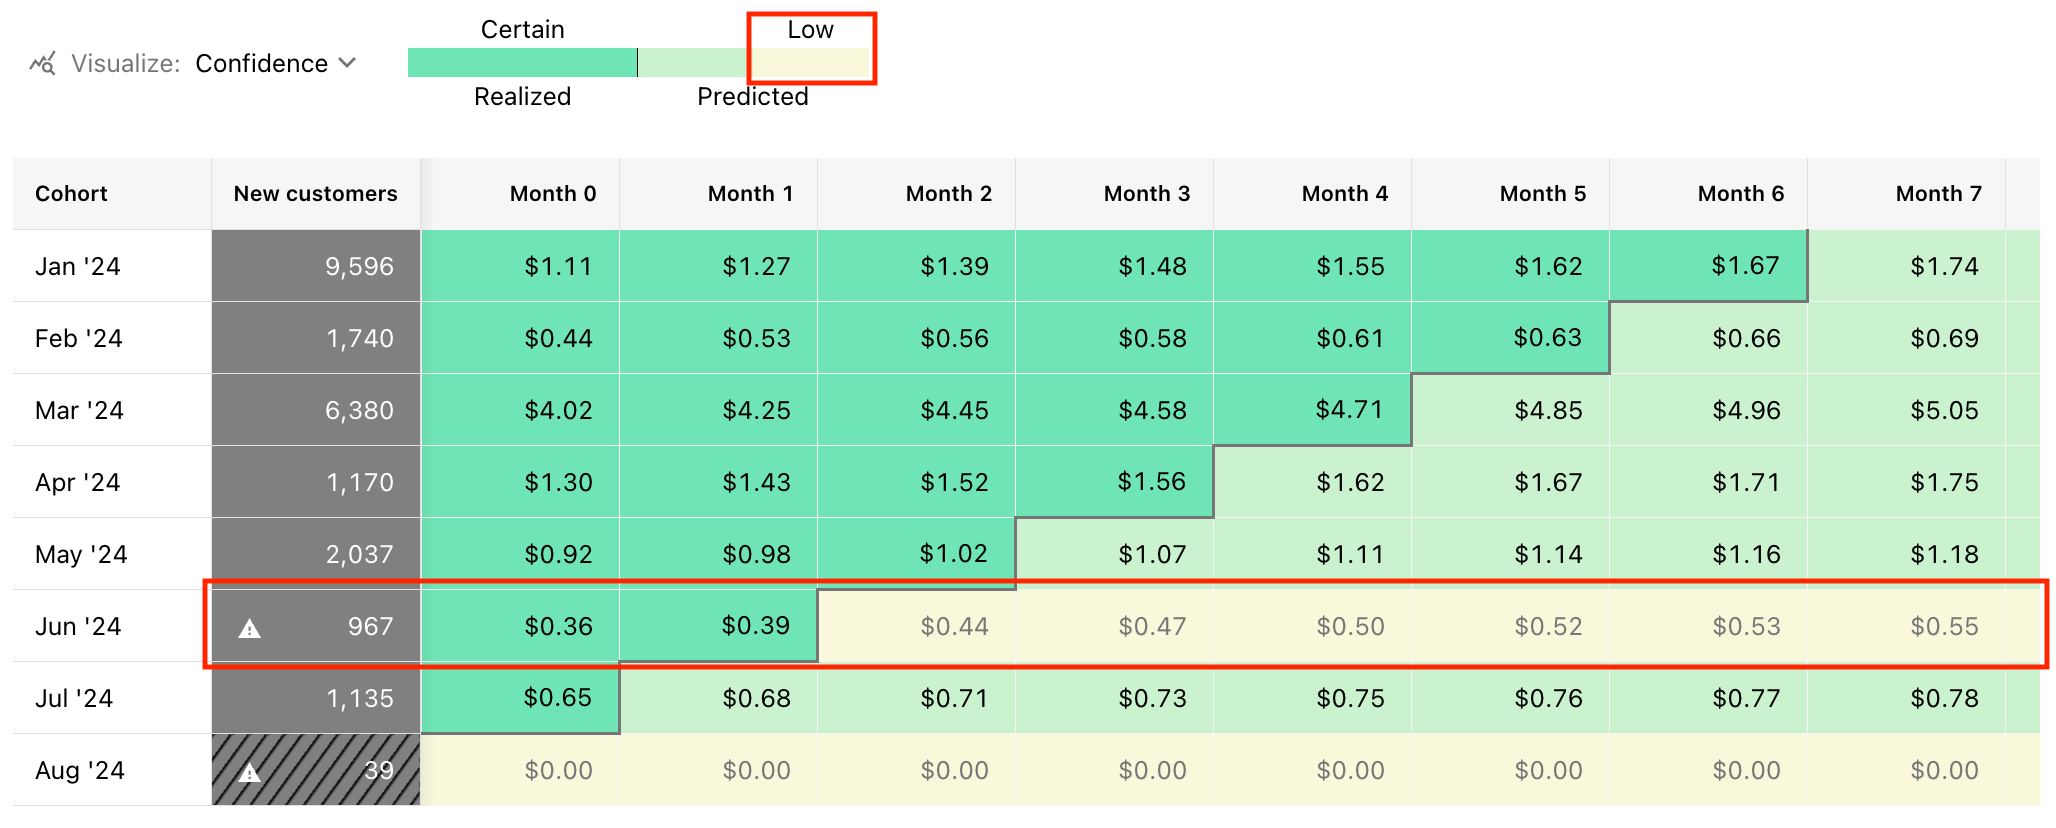 Certain Low
Visualize: Confidence
Realized Predicted
Cohort New customers Month 0 Month 1 Month 2 Month 3 Month 4 Month 5 Month 6 Month 7
Jan '24 9,596 $1.11 $1.27 $1.39 $1.48 $1.55 $1.62 $1.67 $1.74
Feb '24 1,740 $0.44 $0.53 $0.56 $0.58 $0.61 $0.63 $0.66 $0.69
Mar '24 6,380 $4.02 $4.25 $4.45 $4.58 $4.71 $4.85 $4.96 $5.05
Apr '24 1,170 $1.30 $1.43 $1.52 $1.56 $1.62 $1.67 $1.71 $1.75
May '24 2,037 $0.92 $0.98 $1.02 $1.07 $1.11 $1.14 $1.16 $1.18
Jun '24 967 $0.36 $0.39 $0.44 $0.47 $0.50 $0.52 $0.53 $0.55
Jul '24 1,135 $0.65 $0.68 $0.71 $0.73 $0.75 $0.76 $0.77 $0.78
Aug '24 39 $0.00 $0.00 $0.00 $0.00 $0.00 $0.00 $0.00 $0.00